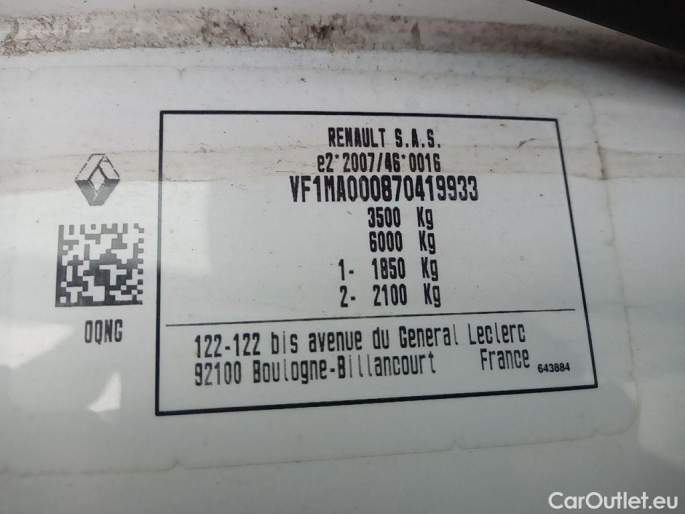 RENAULT S.A.S.
e2*2007/46*0016
VF1MA000870419933
3500 Kg
6000 Kg
1- 1850 Kg
2- 2100 Kg
0QNG
122-122 bis avenue du General Leclerc
92100 Boulogne-Billancourt France 643884
CarOutlet.eu